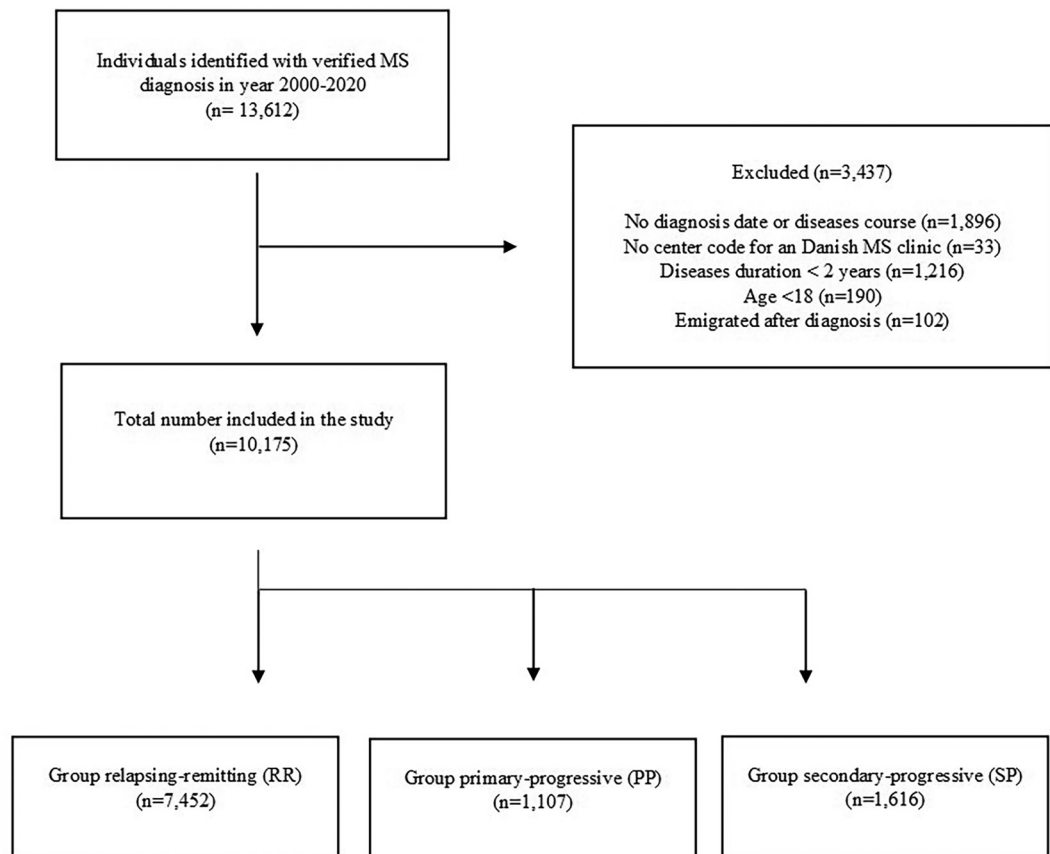 Individuals identified with verified MS
diagnosis in year 2000-2020
(n= 13,612)
Excluded (n=3,437)
No diagnosis date or diseases course (n=1,896)
No center code for an Danish MS clinic (n=33)
Diseases duration < 2 years (n=1,216)
Age <18 (n=190)
Emigrated after diagnosis (n=102)
Total number included in the study
(n=10,175)
Group relapsing-remitting (RR)
(n=7,452)
Group primary-progressive (PP)
(n=1,107)
Group secondary-progressive (SP)
(n=1,616)